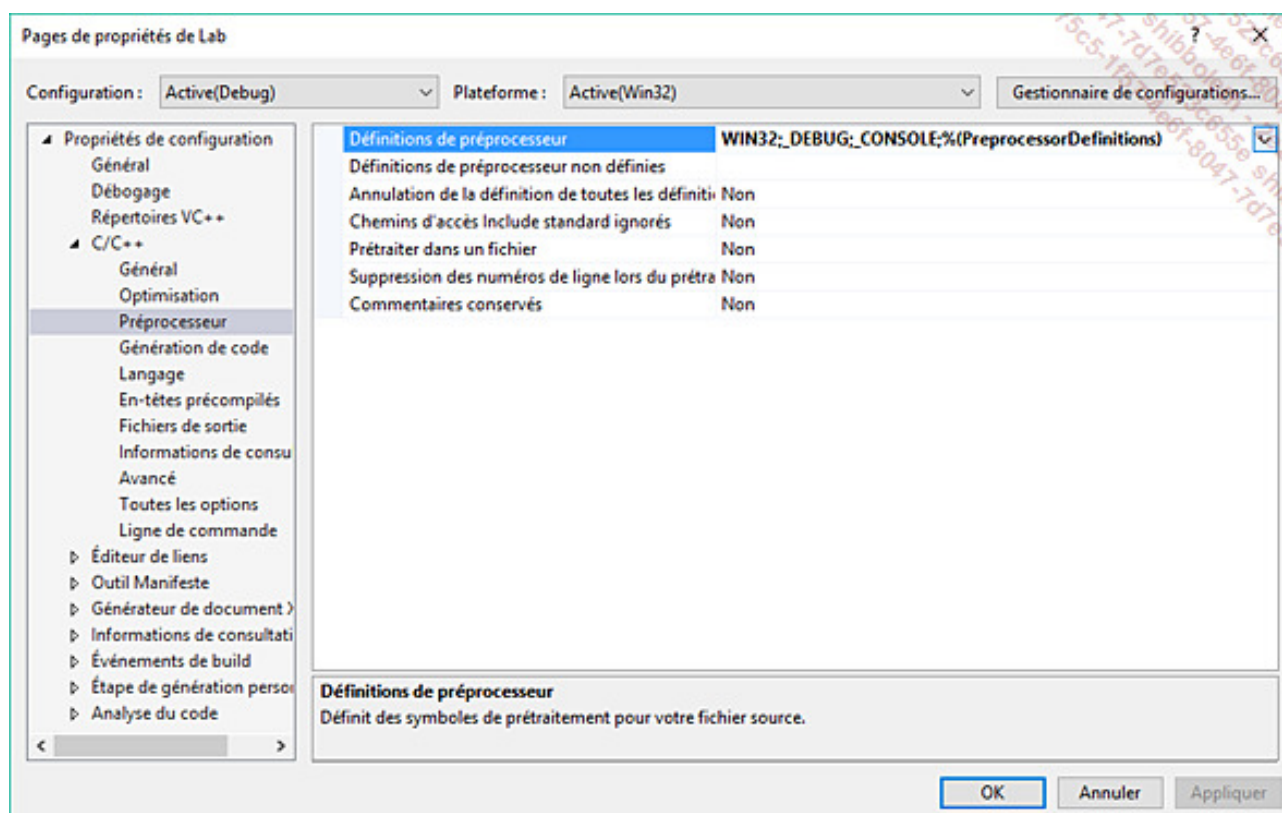 Pages de propriétés de Lab
?
Configuration : Active(Debug) Plateforme : Active(Win32) Gestionnaire de configurations...
Propriétés de configuration
Général
Débogage
Répertoires VC++
C/C++
Général
Optimisation
Préprocesseur
Génération de code
Langage
En-têtes précompilés
Fichiers de sortie
Informations de consu
Avancé
Toutes les options
Ligne de commande
Éditeur de liens
Outil Manifeste
Générateur de document
Informations de consultati
Événements de build
Étape de génération person
Analyse du code
Définitions de préprocesseur WIN32;_DEBUG;_CONSOLE;%(PreprocessorDefinitions)
Définitions de préprocesseur non définies
Annulation de la définition de toutes les définiti Non
Chemins d'accès Include standard ignorés Non
Prétraiter dans un fichier Non
Suppression des numéros de ligne lors du prétra Non
Commentaires conservés Non
Définitions de préprocesseur
Définit des symboles de prétraitement pour votre fichier source.
OK Annuler Appliquer